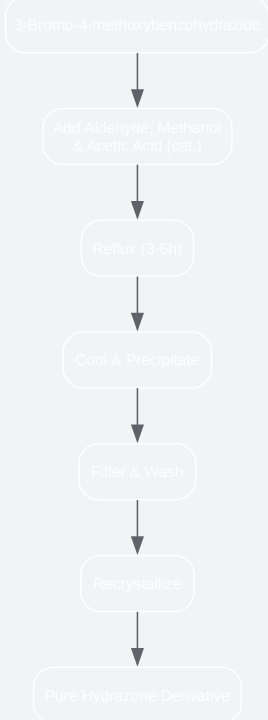 3-Bromo-4-methoxybenzohydrazide
Add Aldehyde, Methanol
& Acetic Acid (cat.)
Reflux (3-5h)
Cool & Precipitate
Filter & Wash
Recrystallize
Pure Hydrazone Derivative